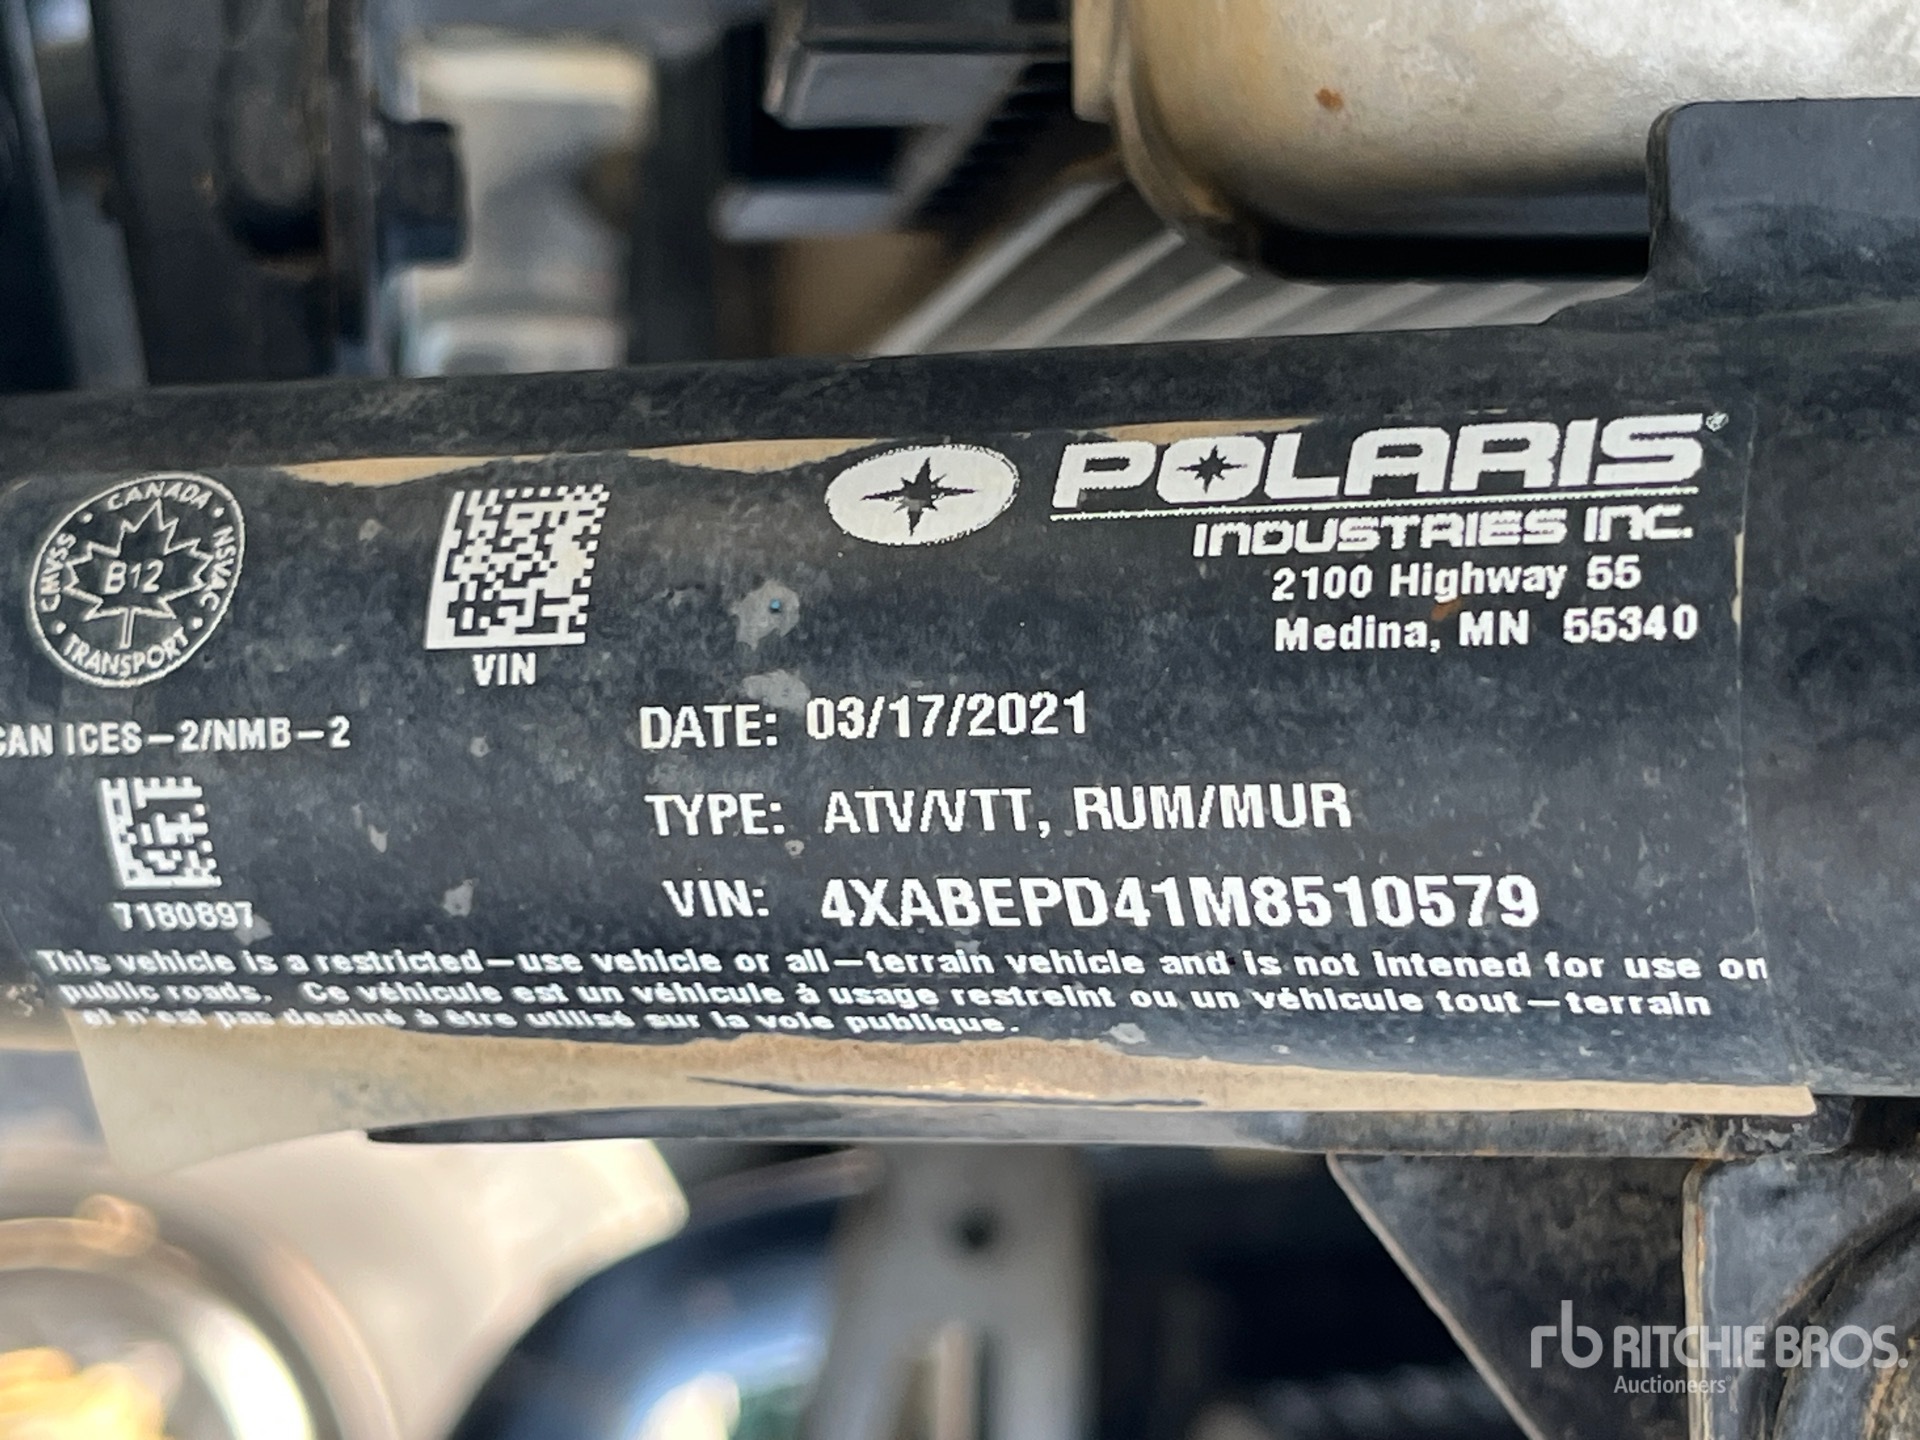 POLARIS®
INDUSTRIES INC.
2100 Highway 55
Medina, MN 55340
CANADA · NSVAC · TRANSPORT · CMVSS ·
B12
VIN
CAN ICES-2/NMB-2
DATE: 03/17/2021
TYPE: ATV/VTT, RUM/MUR
VIN: 4XABEPD41M8510579
7180897
This vehicle is a restricted-use vehicle or all-terrain vehicle and is not intened for use on
public roads. Ce véhicule est un véhicule à usage restreint ou un véhicule tout-terrain
et n'est pas destiné à être utilisé sur la voie publique.
rb RITCHIE BROS.
Auctioneers